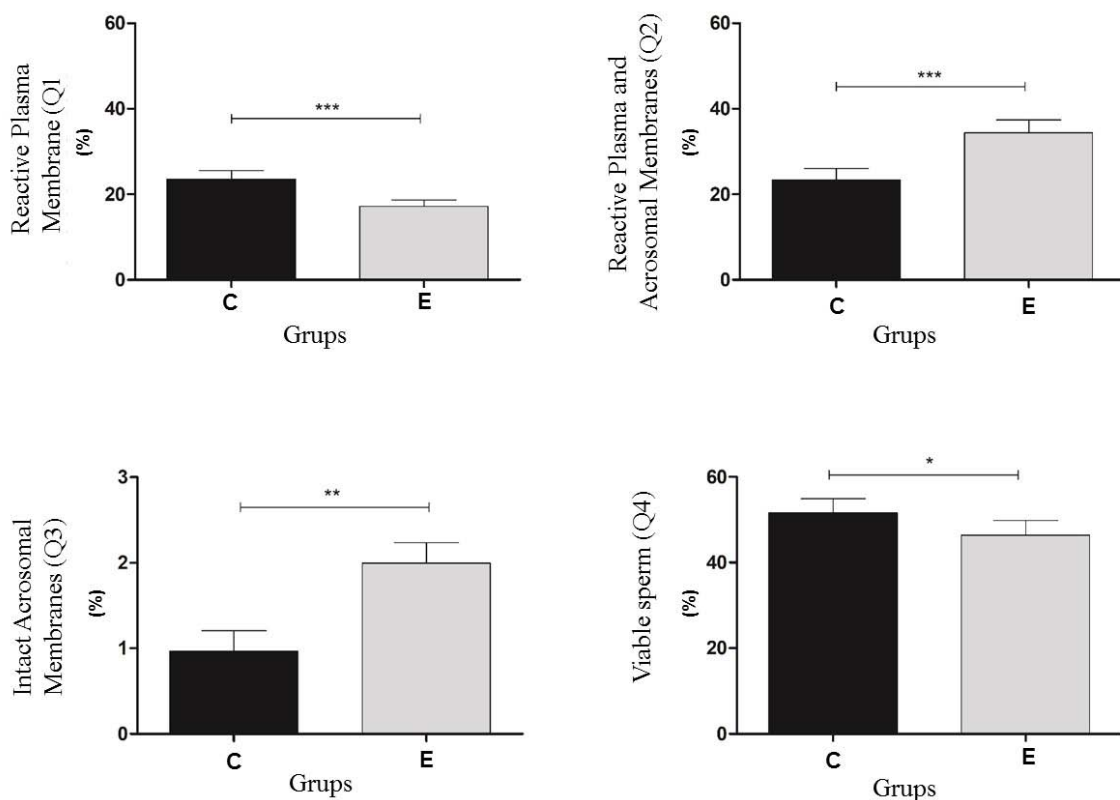 Reactive Plasma
Membrane (Q1
(%)
60
40
20
0
***
C E
Grups
Reactive Plasma and
Acrosomal Membranes (Q2)
(%)
60
40
20
0
***
C E
Grups
Intact Acrosomal
Membranes (Q3)
(%)
3
2
1
0
**
C E
Grups
Viable sperm (Q4)
(%)
60
40
20
0
*
C E
Grups